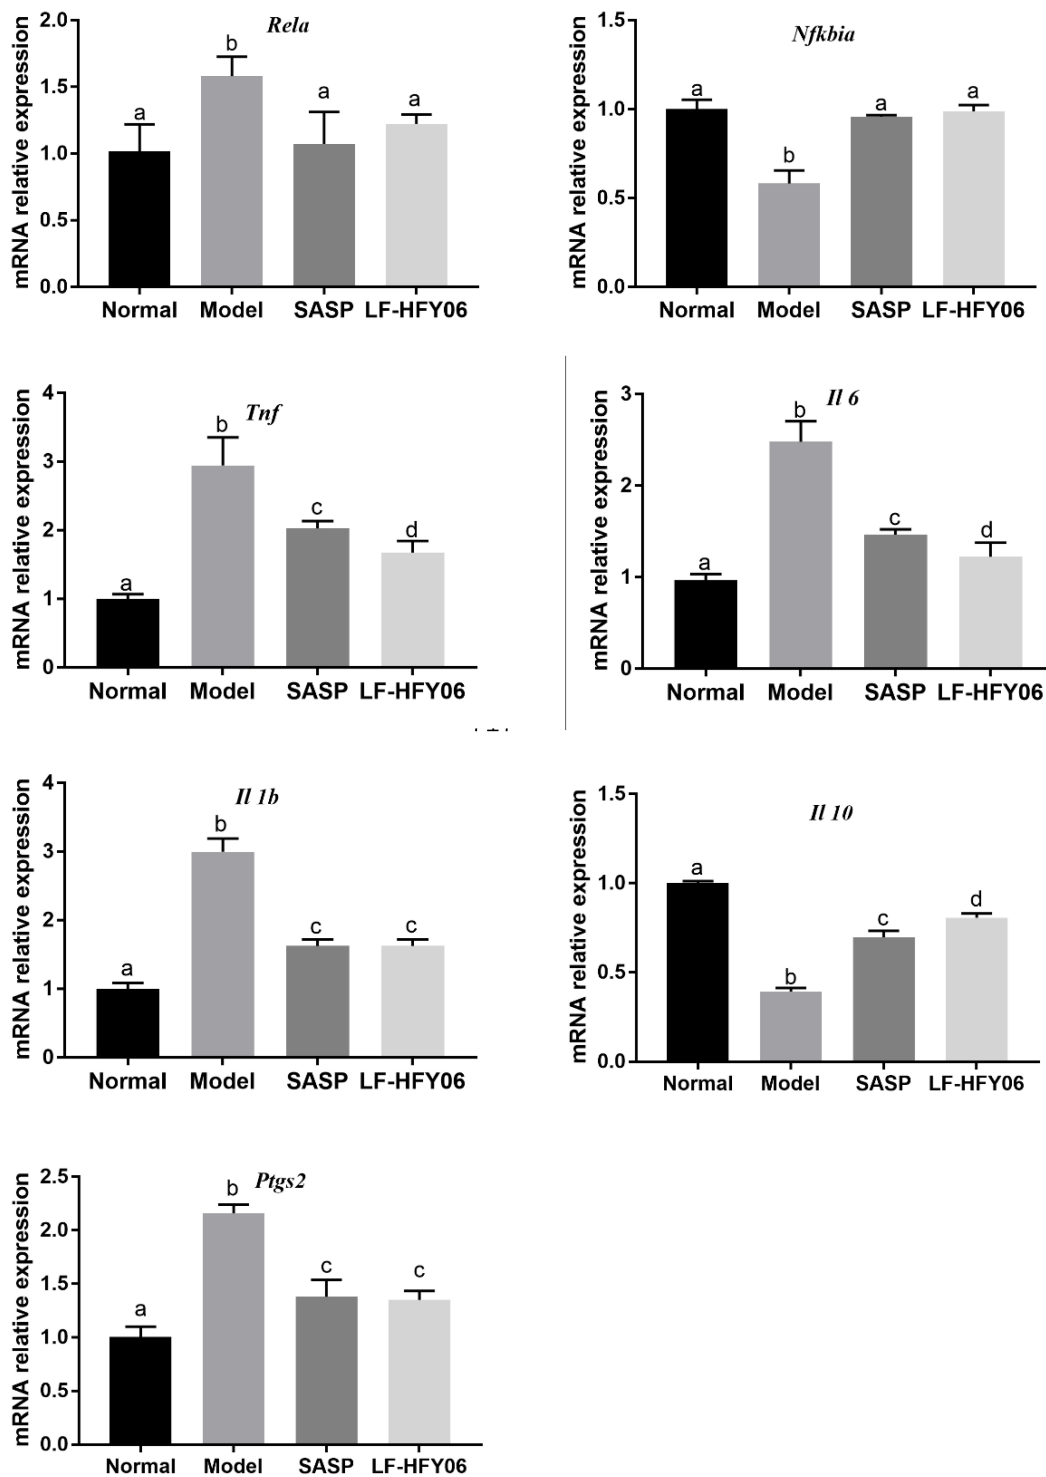 Rela
mRNA relative expression
2.0
1.5
1.0
0.5
0.0
a
b
a
a
Normal Model SASP LF-HFY06
Nfkbia
mRNA relative expression
1.5
1.0
0.5
0.0
a
b
a
a
Normal Model SASP LF-HFY06
Tnf
mRNA relative expression
4
3
2
1
0
a
b
c
d
Normal Model SASP LF-HFY06
Il 6
mRNA relative expression
3
2
1
0
a
b
c
d
Normal Model SASP LF-HFY06
Il 1b
mRNA relative expression
4
3
2
1
0
a
b
c
c
Normal Model SASP LF-HFY06
Il 10
mRNA relative expression
1.5
1.0
0.5
0.0
a
b
c
d
Normal Model SASP LF-HFY06
Ptgs2
mRNA relative expression
2.5
2.0
1.5
1.0
0.5
0.0
a
b
c
c
Normal Model SASP LF-HFY06